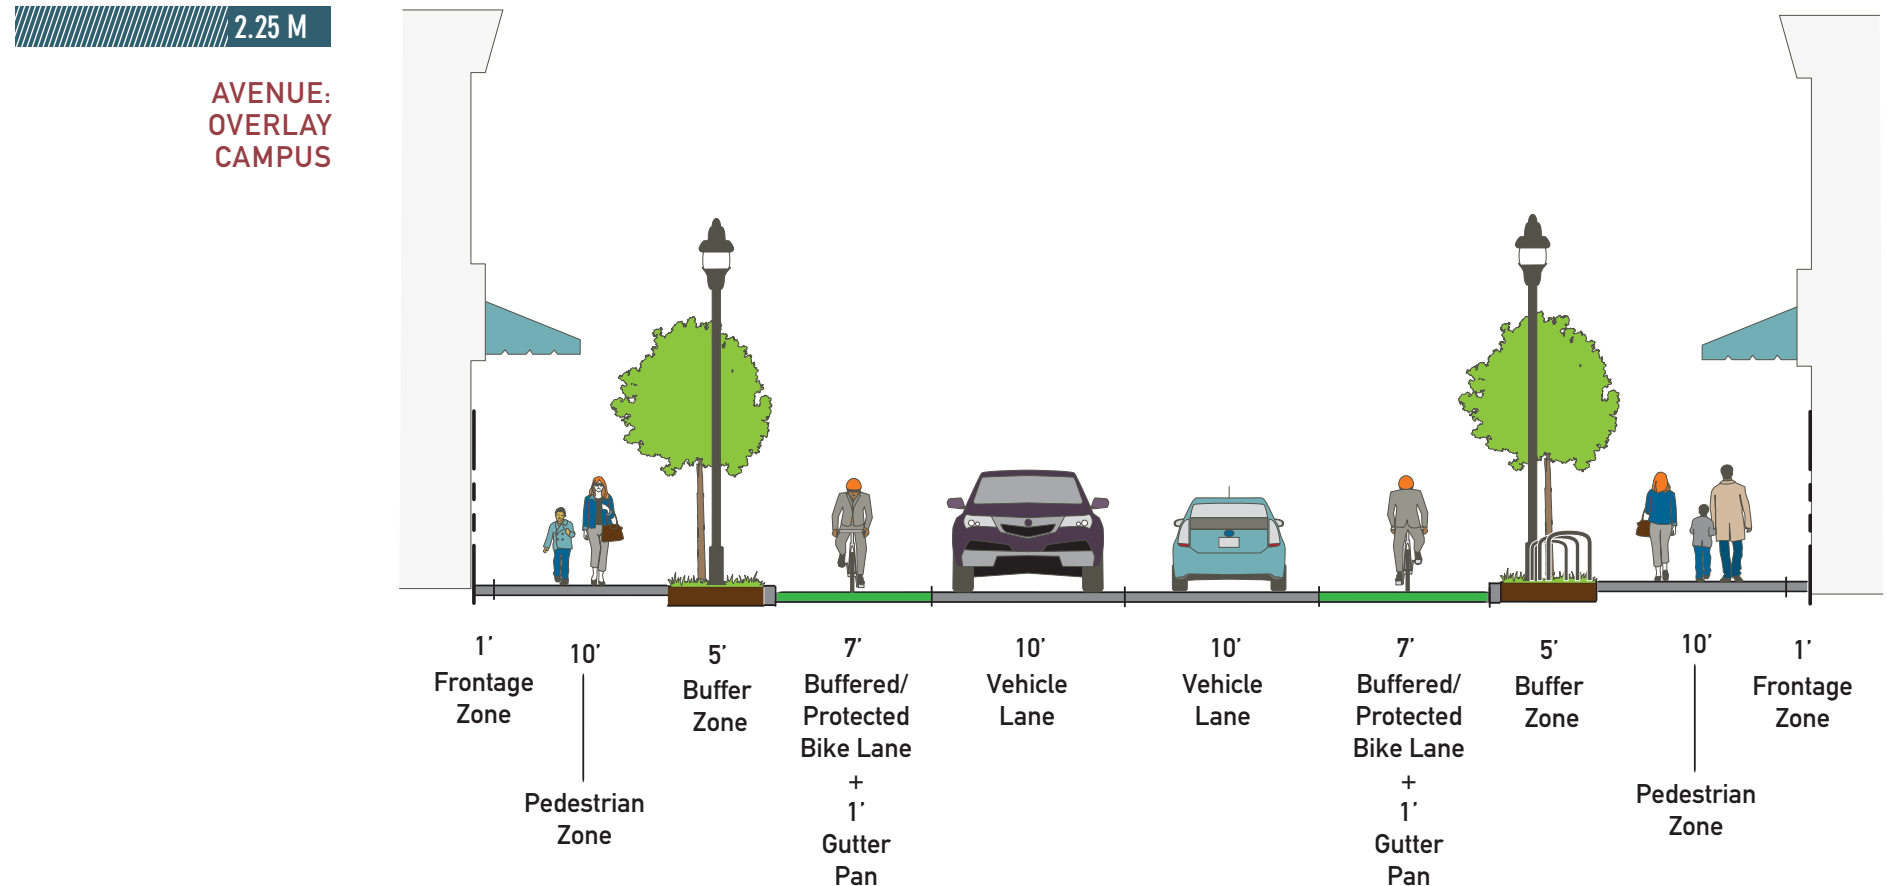 2.25 M
AVENUE:
OVERLAY
CAMPUS
1’
Frontage
Zone
10’
Pedestrian
Zone
5’
Buffer
Zone
7’
Buffered/
Protected
Bike Lane
+
1’
Gutter
Pan
10’
Vehicle
Lane
10’
Vehicle
Lane
7’
Buffered/
Protected
Bike Lane
+
1’
Gutter
Pan
5’
Buffer
Zone
10’
Pedestrian
Zone
1’
Frontage
Zone